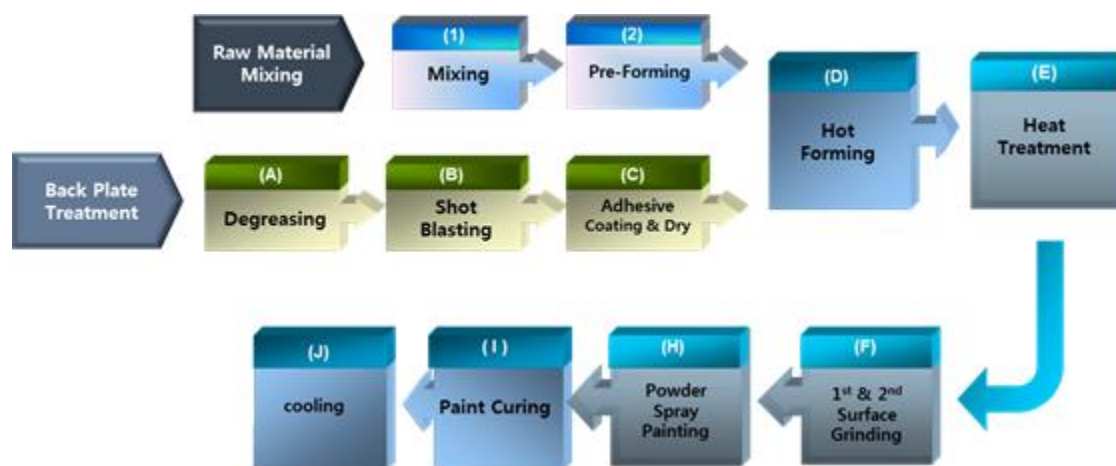 Raw Material
Mixing
(1)
Mixing
(2)
Pre-Forming
(D)
Hot
Forming
(E)
Heat
Treatment
Back Plate
Treatment
(A)
Degreasing
(B)
Shot
Blasting
(C)
Adhesive
Coating & Dry
(J)
cooling
(I)
Paint Curing
(H)
Powder
Spray
Painting
(F)
1st & 2nd
Surface
Grinding